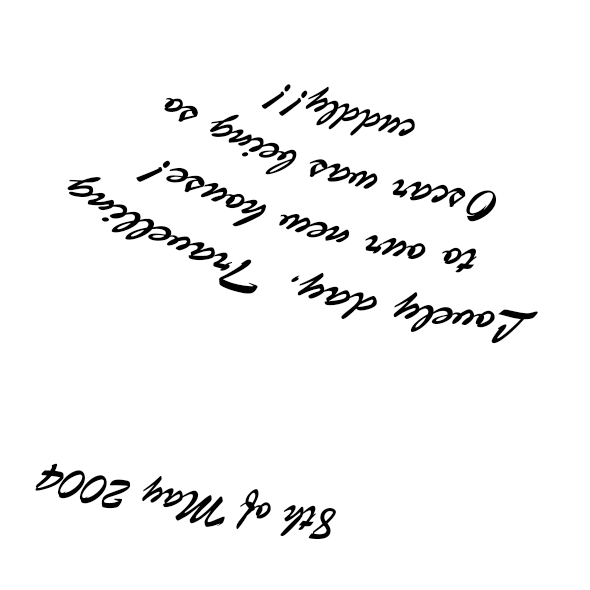 8th of May 2004
Lovely day. Travelling
to our new house!
Oscar was being so
cuddly!!